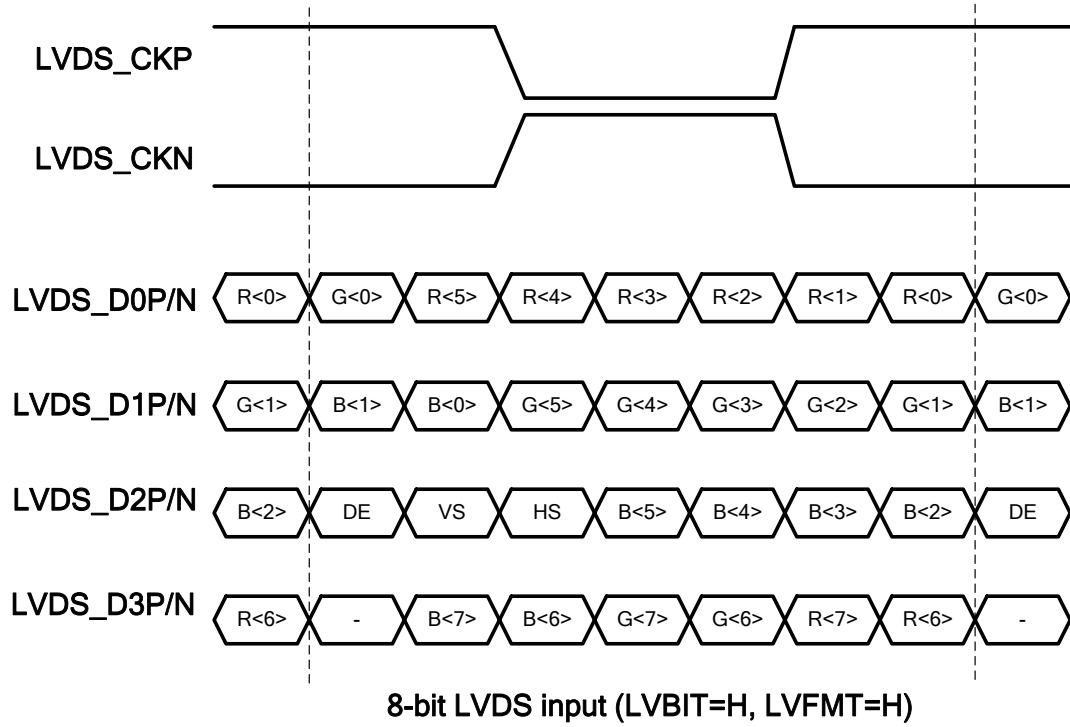 LVDS_CKP
LVDS_CKN
LVDS_D0P/N R<0> G<0> R<5> R<4> R<3> R<2> R<1> R<0> G<0>
LVDS_D1P/N G<1> B<1> B<0> G<5> G<4> G<3> G<2> G<1> B<1>
LVDS_D2P/N B<2> DE VS HS B<5> B<4> B<3> B<2> DE
LVDS_D3P/N R<6> - B<7> B<6> G<7> G<6> R<7> R<6> -
8-bit LVDS input (LVBIT=H, LVFMT=H)